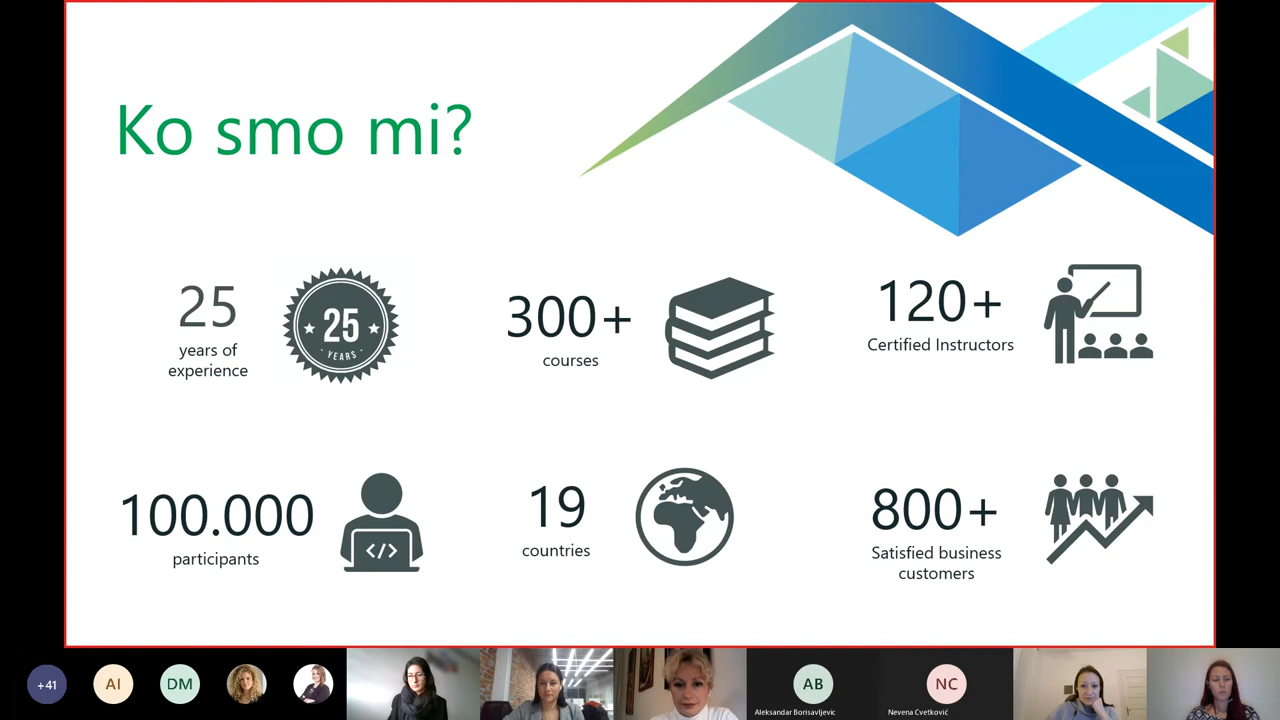 Ko smo mi?
25
years of
experience
25
YEARS
300+
courses
120+
Certified Instructors
100.000
participants
</>
19
countries
800+
Satisfied business
customers
+41
AI
DM
AB
Aleksandar Borisavljevic
NC
Nevena Cvetković